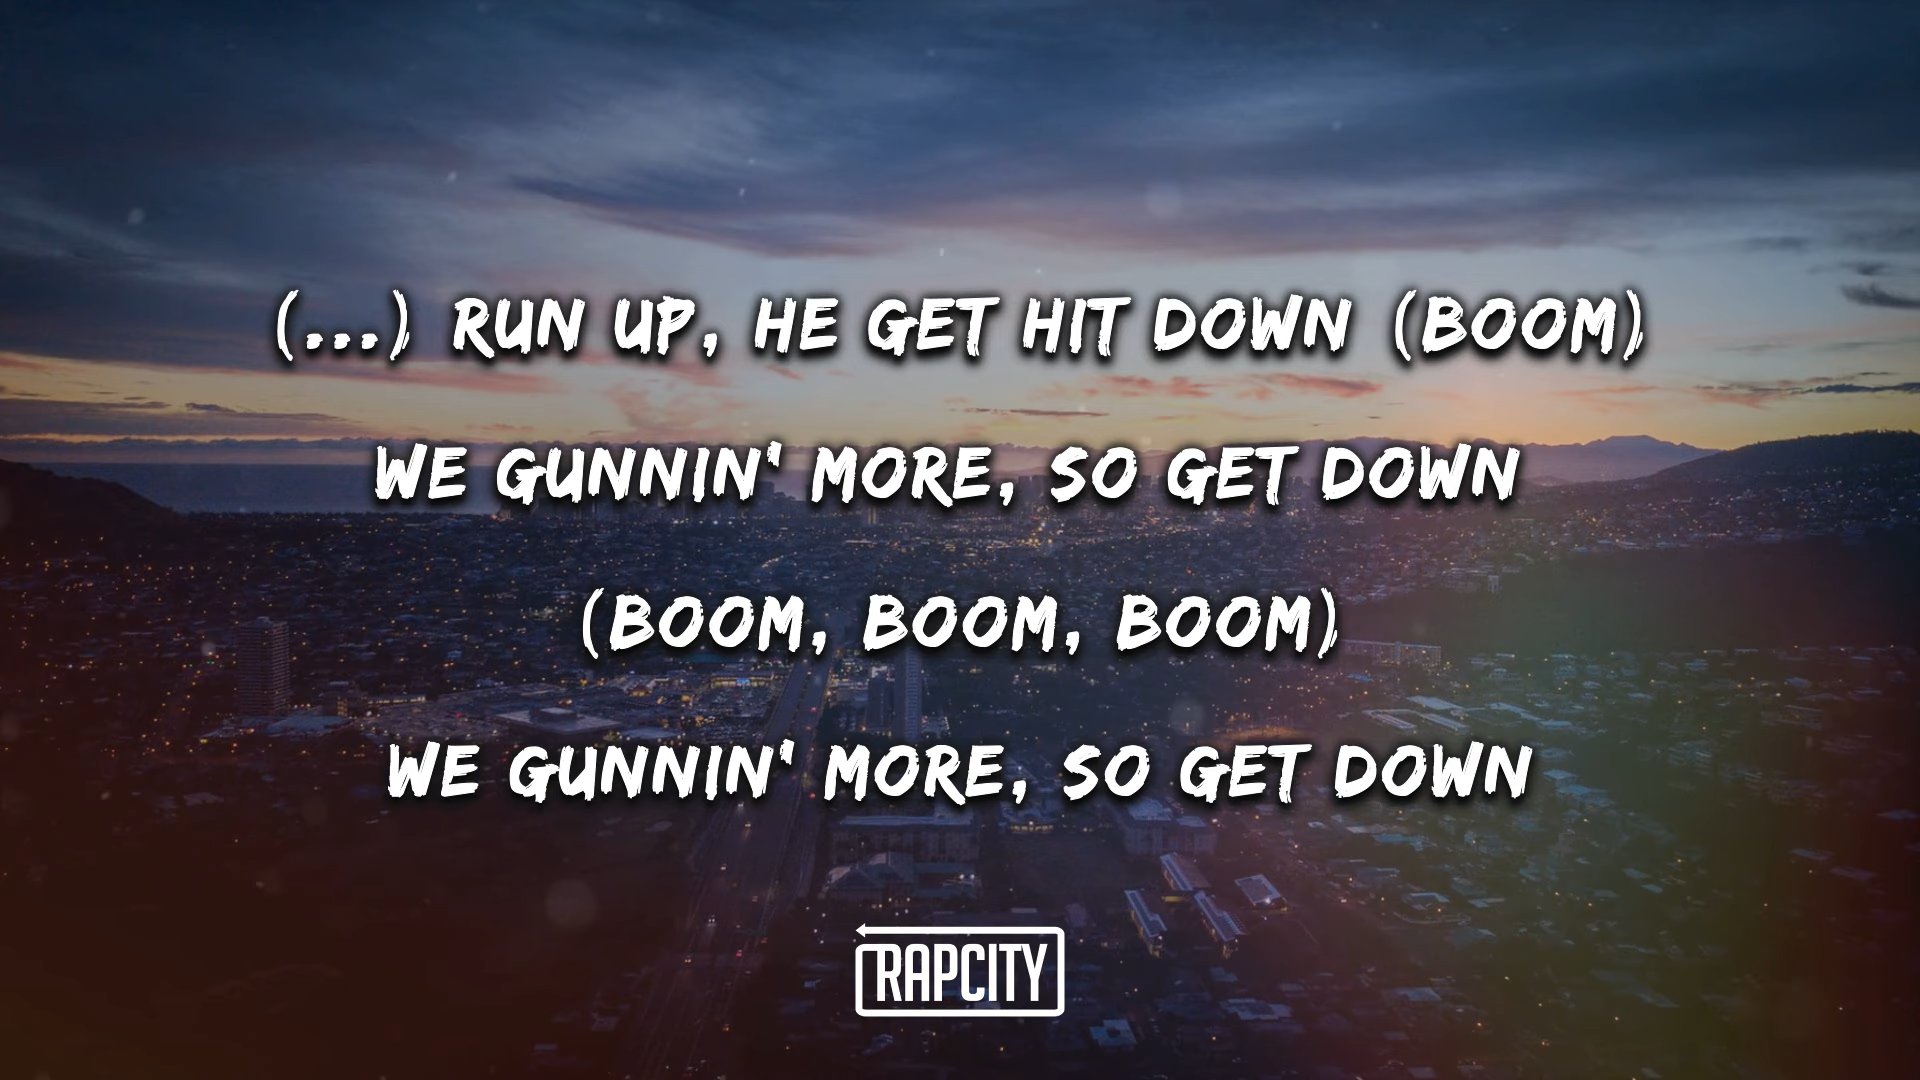 (...) RUN UP, HE GET HIT DOWN (BOOM)
WE GUNNIN' MORE, SO GET DOWN
(BOOM, BOOM, BOOM)
WE GUNNIN' MORE, SO GET DOWN
RAPCITY